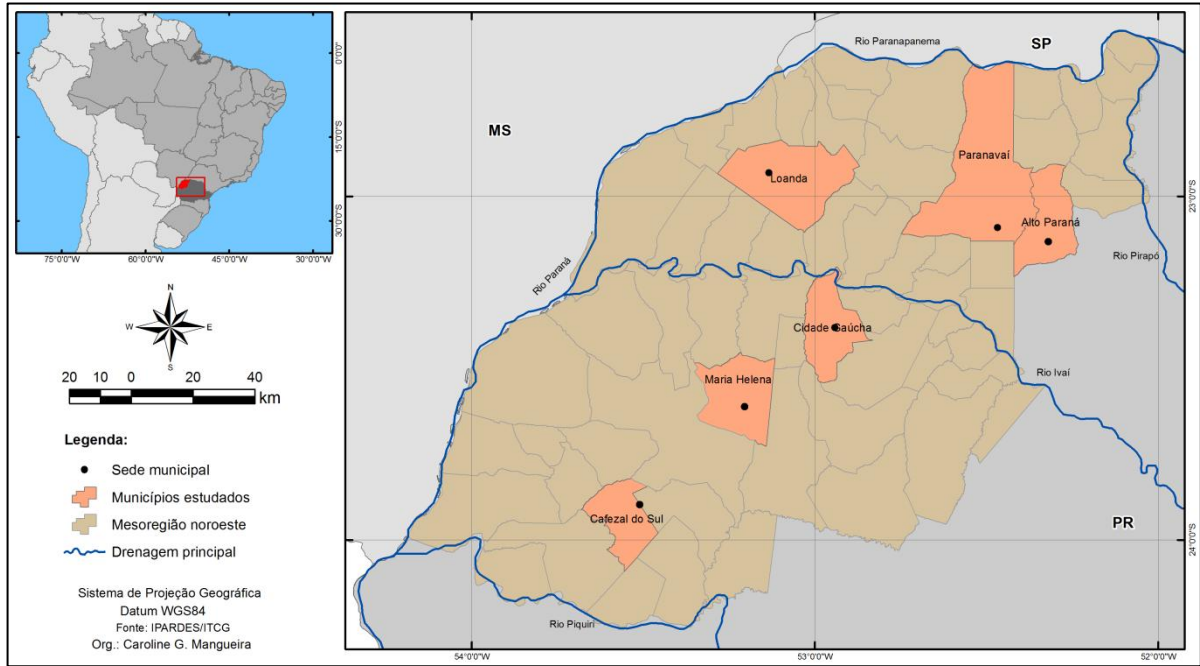 0°0'0"
15°0'0"S
30°0'0"S
75°0'0"W
60°0'0"W
45°0'0"W
30°0'0"W
N
W
E
S
20 10 0 20 40
km
Legenda:
Sede municipal
Municípios estudados
Mesoregião noroeste
Drenagem principal
Sistema de Projeção Geográfica
Datum WGS84
Fonte: IPARDES/ITCG
Org.: Caroline G. Mangueira
Rio Paranapanema
SP
MS
Paranavaí
Loanda
23°0'0"S
Alto Paraná
Rio Pirapó
Rio Paraná
Cidade Gaúcha
Maria Helena
Rio Ivaí
Cafezal do Sul
PR
24°0'0"S
Rio Piquiri
54°0'0"W
53°0'0"W
52°0'0"W